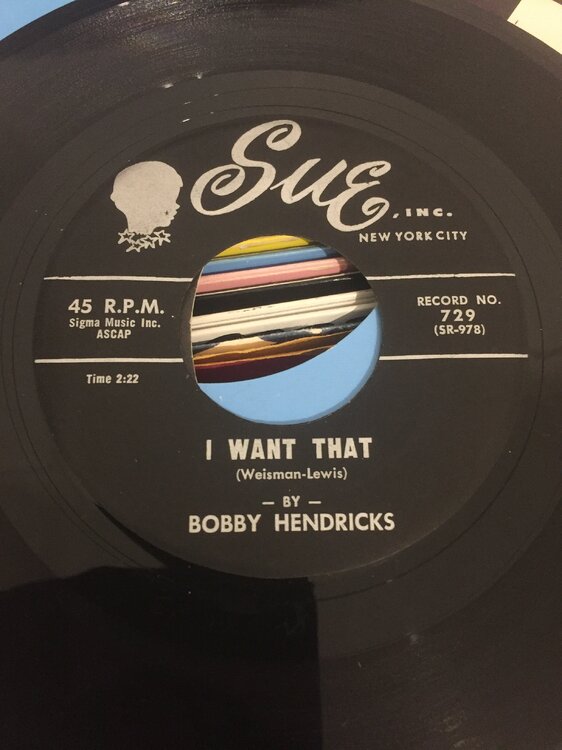 Sue, INC.
NEW YORK CITY
45 R.P.M.
Sigma Music Inc.
ASCAP
RECORD NO.
729
(SR-978)
Time 2:22
I WANT THAT
(Weisman-Lewis)
— BY —
BOBBY HENDRICKS